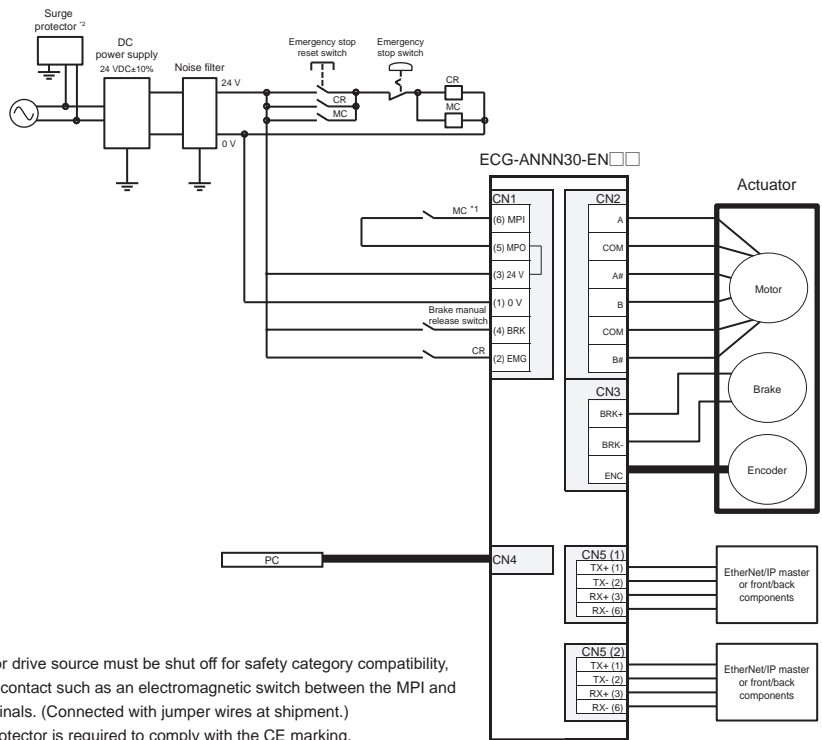 Surge
protector *2
DC
power supply
24 VDC±10%
Noise filter
24 V
0 V
Emergency stop
reset switch
Emergency
stop switch
CR
MC
CR
MC
ECG-ANNN30-EN□□
Actuator
CN1
MC *1
(6) MPI
(5) MPO
(3) 24 V
(1) 0 V
Brake manual
release switch
(4) BRK
CR
(2) EMG
CN2
A
COM
A#
B
COM
B#
Motor
CN3
BRK+
BRK-
ENC
Brake
Encoder
PC
CN4
CN5 (1)
TX+ (1)
TX- (2)
RX+ (3)
RX- (6)
EtherNet/IP master
or front/back
components
CN5 (2)
TX+ (1)
TX- (2)
RX+ (3)
RX- (6)
EtherNet/IP master
or front/back
components
or drive source must be shut off for safety category compatibility,
contact such as an electromagnetic switch between the MPI and
inals. (Connected with jumper wires at shipment.)
otector is required to comply with the CE marking.